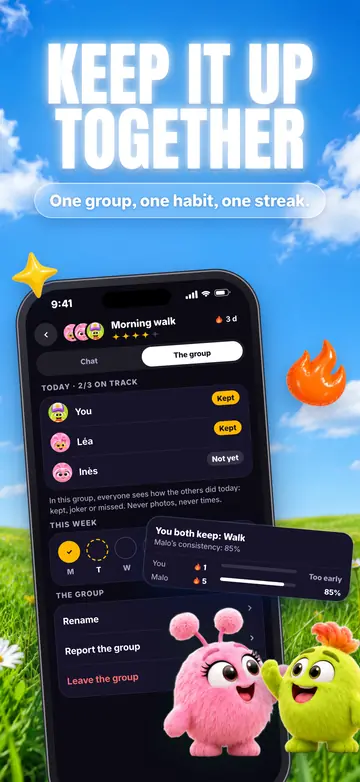 KEEP IT UP
TOGETHER
One group, one habit, one streak.
9:41
Morning walk
3 d
Chat
The group
TODAY · 2/3 ON TRACK
You
Kept
Léa
Kept
Inès
Not yet
In this group, everyone sees how the others did today:
kept, joker or missed. Never photos, never times.
THIS WEEK
M
T
W
You both keep: Walk
Malo's consistency: 85%
You
1
Too early
Malo
5
85%
THE GROUP
Rename
Report the group
Leave the group